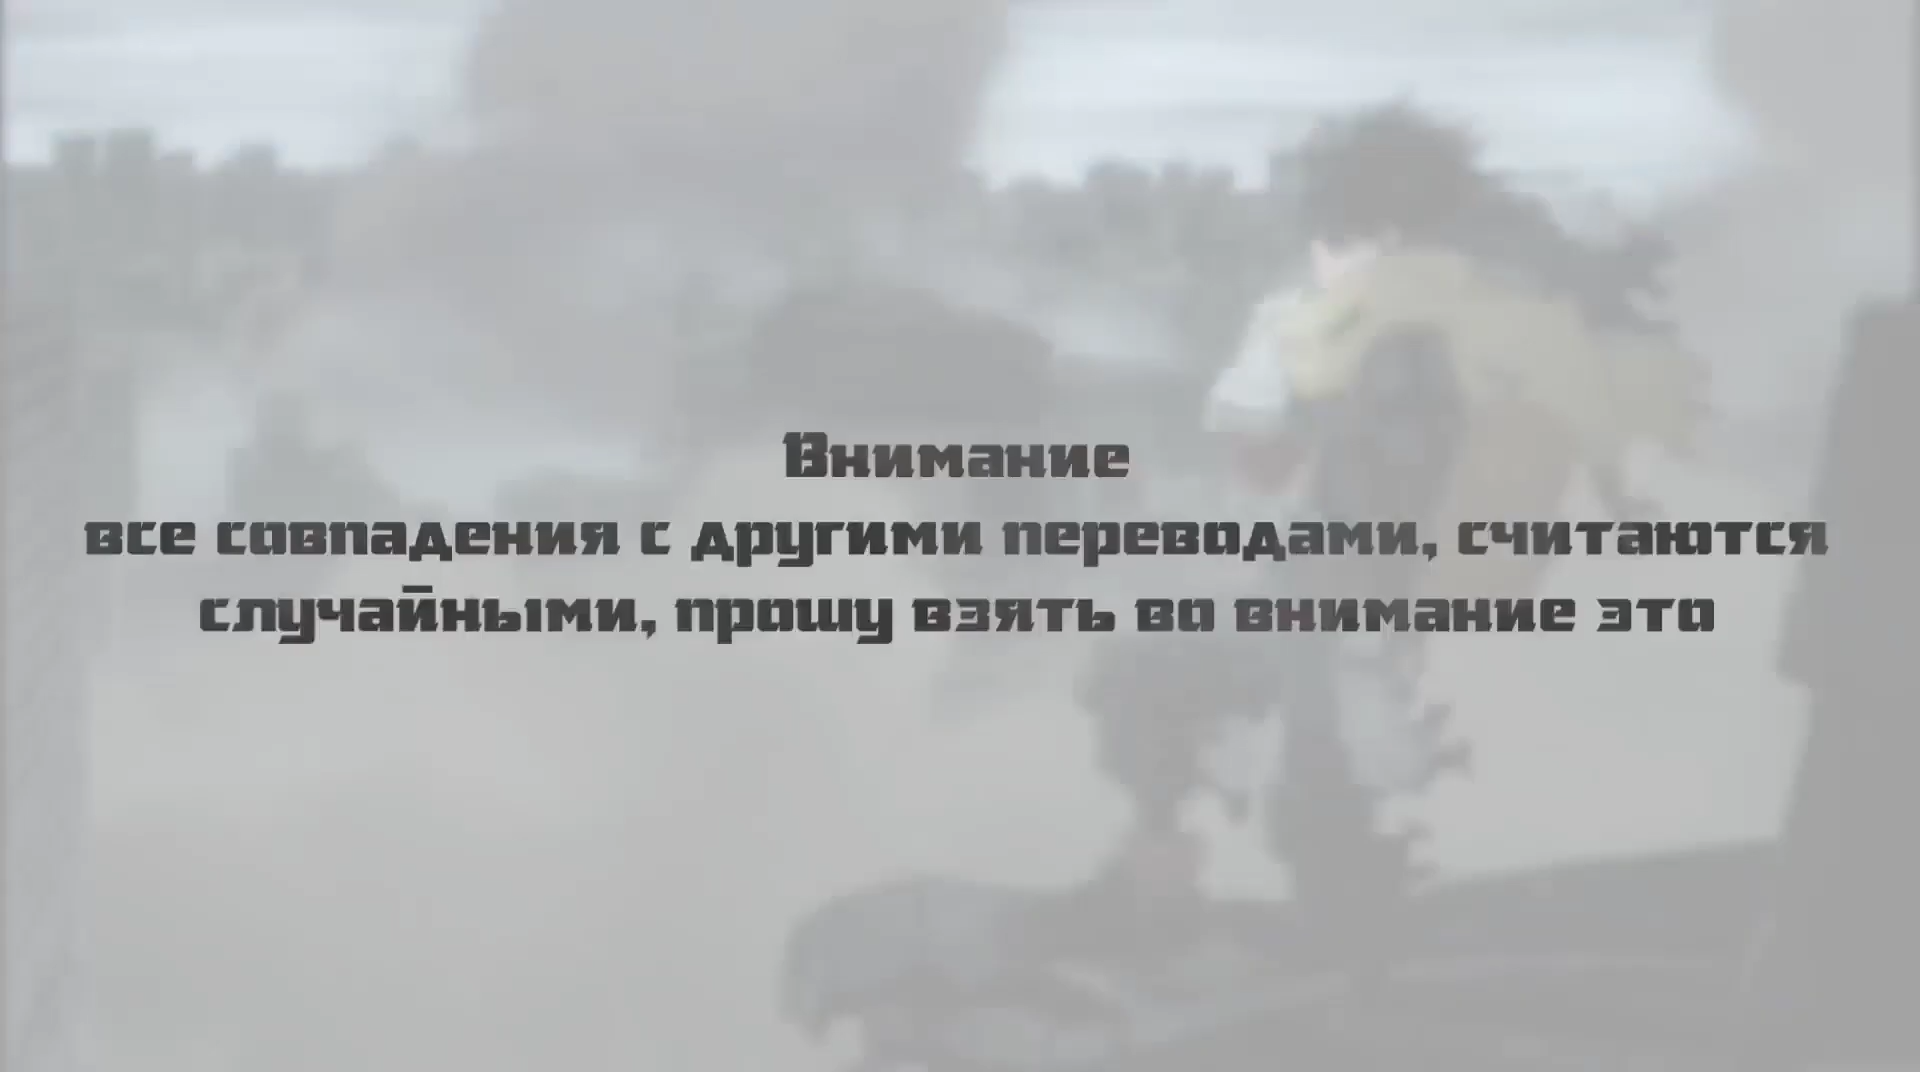 Внимание
все совпадения с другими переводами, считаются
случайными, прошу взять во внимание это